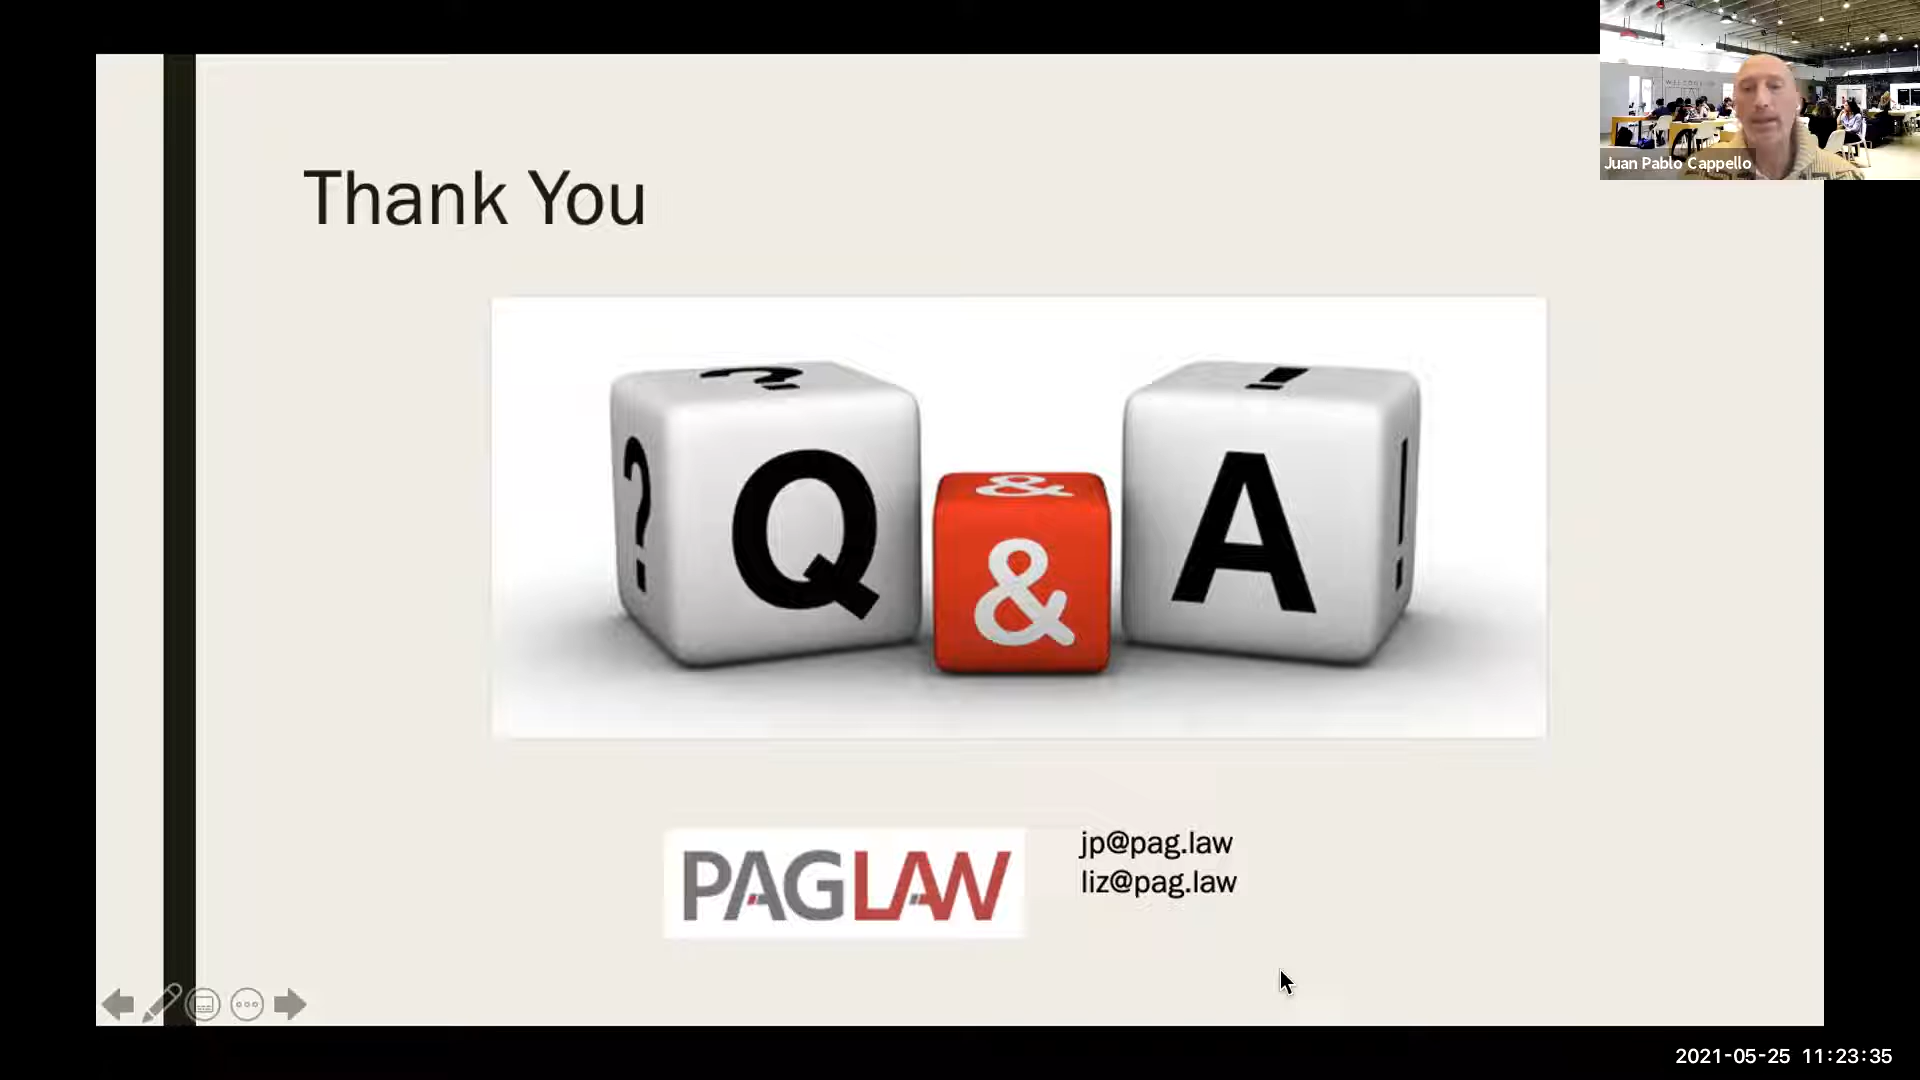 Juan Pablo Cappello
Thank You
?
?
Q
&
&
!
A
!
PAGLAW
jp@pag.law
liz@pag.law
2021-05-25 11:23:35